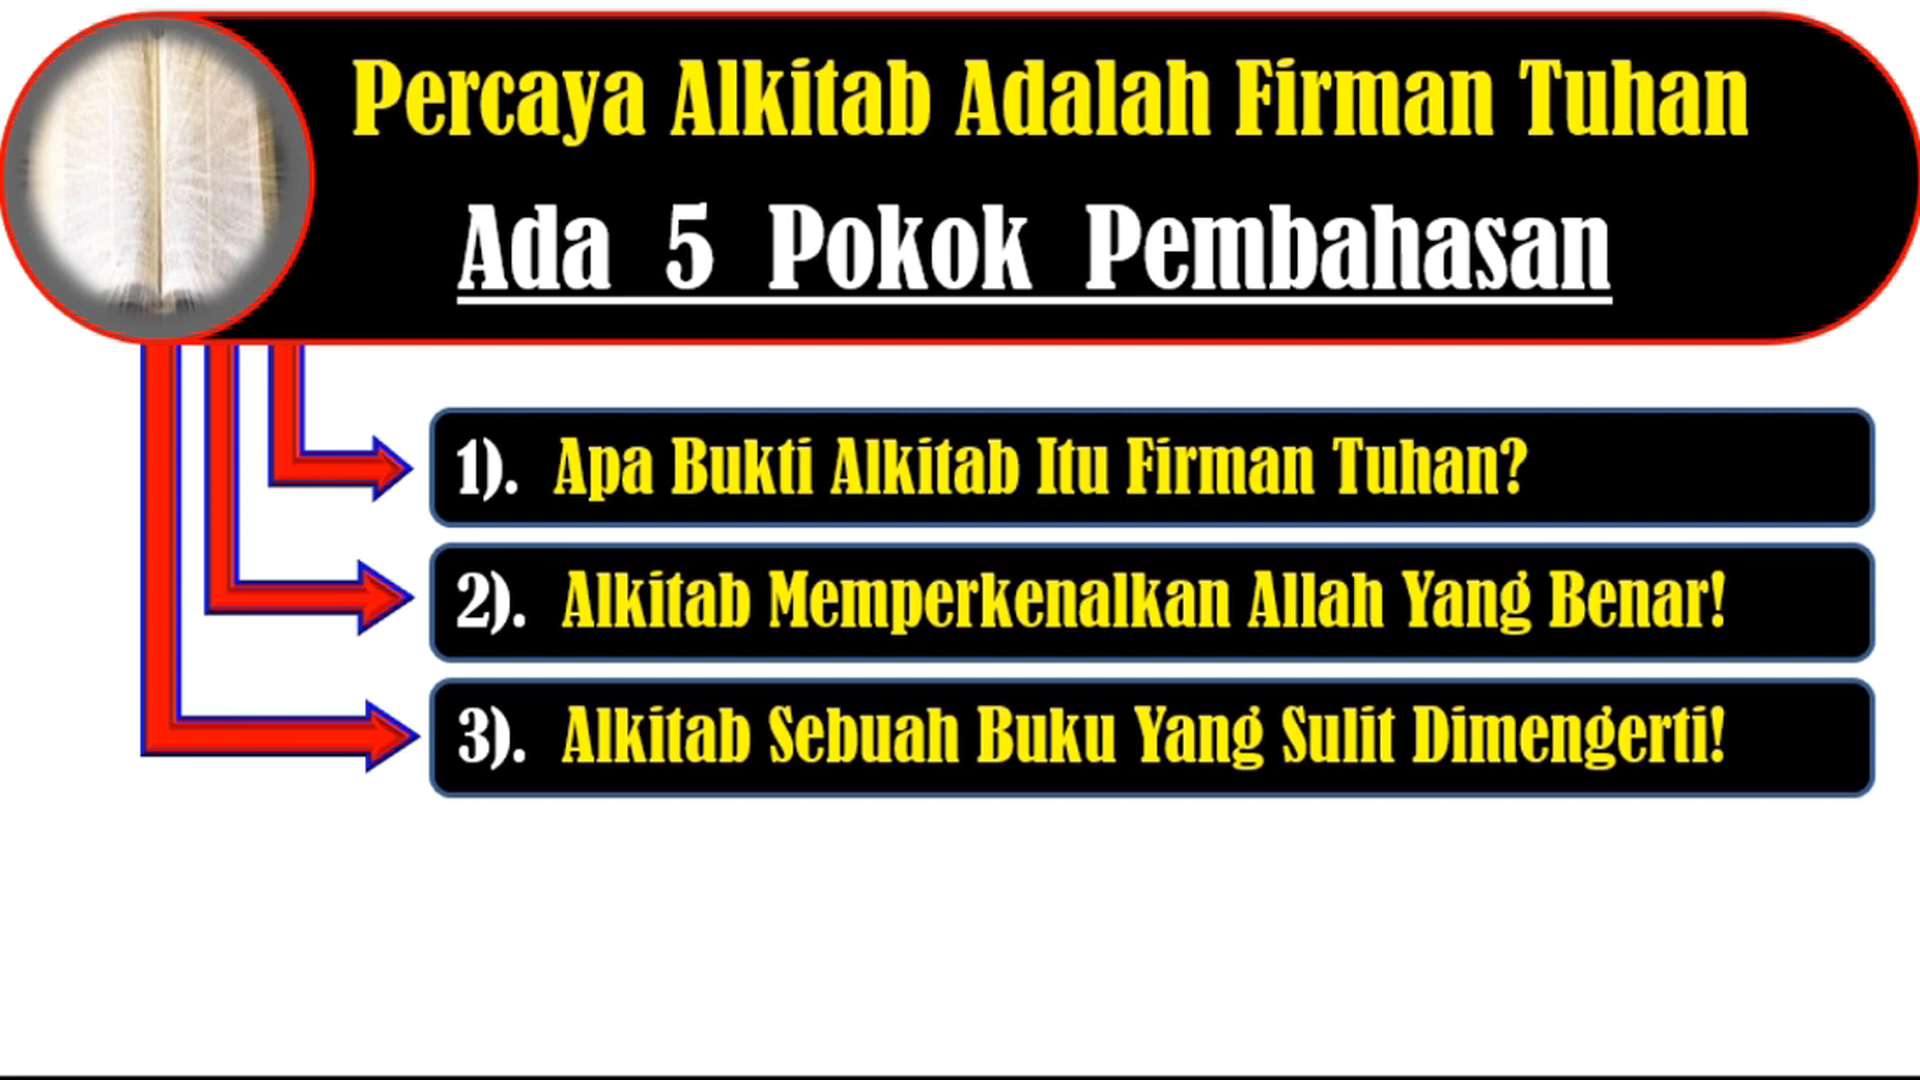 Percaya Alkitab Adalah Firman Tuhan
Ada 5 Pokok Pembahasan
1). Apa Bukti Alkitab Itu Firman Tuhan?
2). Alkitab Memperkenalkan Allah Yang Benar!
3). Alkitab Sebuah Buku Yang Sulit Dimengerti!